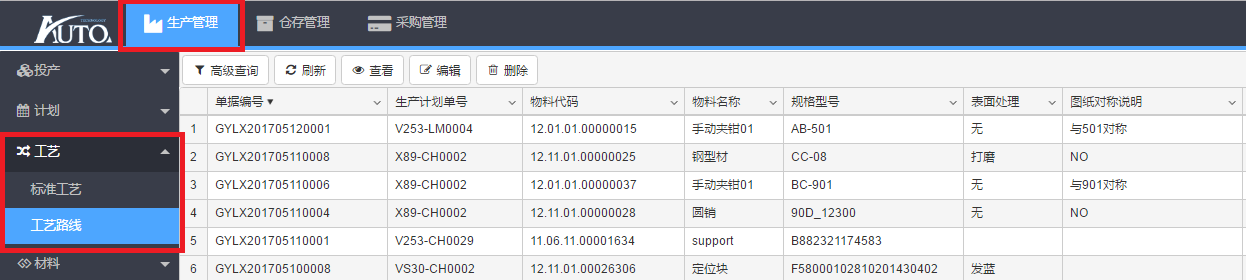 AUTO.
TECHNOLOGY
生产管理
仓存管理
采购管理
投产
计划
工艺
标准工艺
工艺路线
材料
高级查询 刷新 查看 编辑 删除
单据编号 生产计划单号 物料代码 物料名称 规格型号 表面处理 图纸对称说明
1 GYLX201705120001 V253-LM0004 12.01.01.00000015 手动夹钳01 AB-501 无 与501对称
2 GYLX201705110008 X89-CH0002 12.11.01.00000025 钢型材 CC-08 打磨 NO
3 GYLX201705110006 X89-CH0002 12.01.01.00000037 手动夹钳01 BC-901 无 与901对称
4 GYLX201705110004 X89-CH0002 12.11.01.00000028 圆销 90D_12300 无 NO
5 GYLX201705110001 V253-CH0029 11.06.11.00001634 support B882321174583
6 GYLX201705100008 VS30-CH0002 12.11.01.00026306 定位块 F58000102810201430402 发蓝